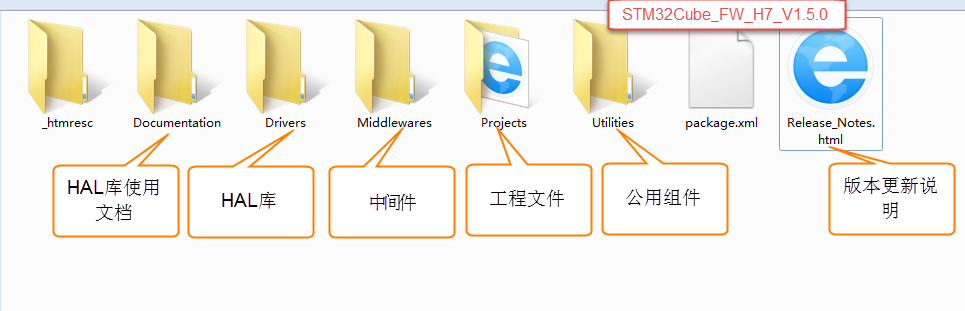 STM32Cube_FW_H7_V1.5.0
_htmresc
Documentation
Drivers
Middlewares
Projects
Utilities
package.xml
Release_Notes.
html
HAL库使用
文档
HAL库
中间件
工程文件
公用组件
版本更新说
明